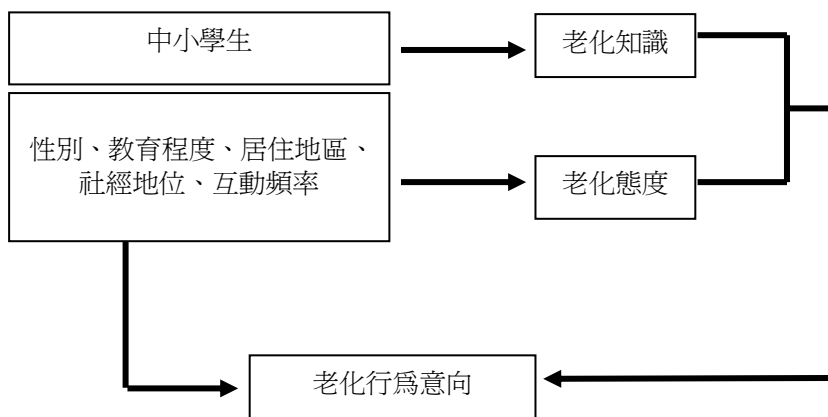 中小學生
老化知識
性別、教育程度、居住地區、
社經地位、互動頻率
老化態度
老化行爲意向